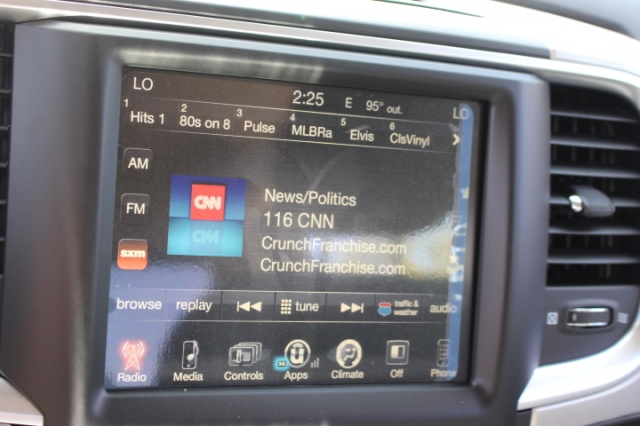 LO
2:25 E 95° out.
LO
1 Hits 1 2 80s on 8 3 Pulse 4 MLBRa 5 Elvis 6 ClsVinyl
AM
FM
sxm
CNN
News/Politics
116 CNN
CrunchFranchise.com
CrunchFranchise.com
browse replay tune traffic & weather audio
Radio Media Controls Apps Climate Off Phone